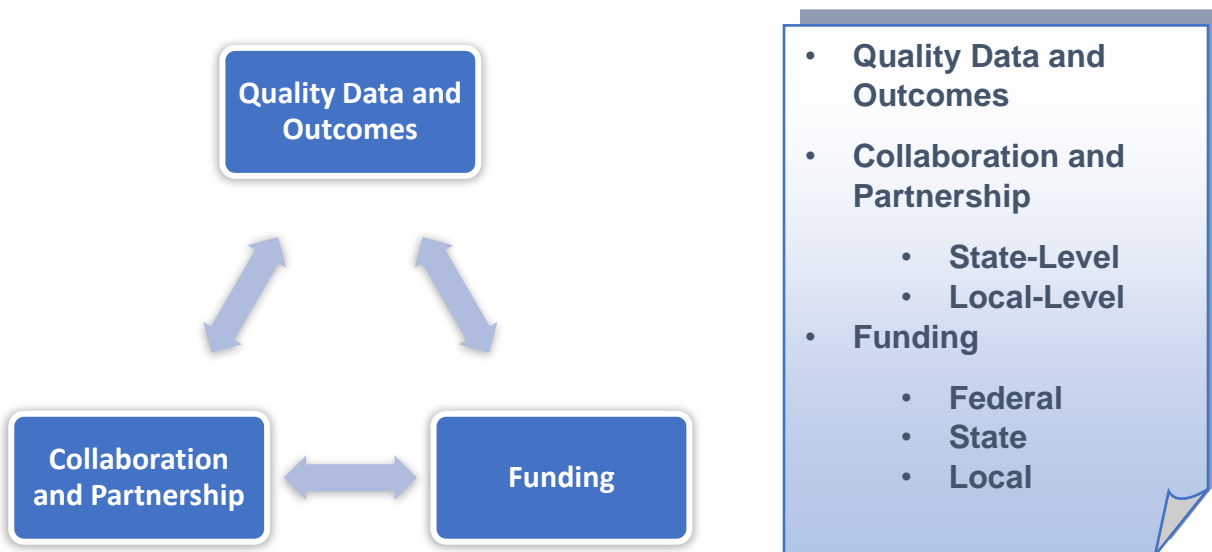 Quality Data and
Outcomes
Collaboration
and Partnership
Funding
• Quality Data and
Outcomes
• Collaboration and
Partnership
• State-Level
• Local-Level
• Funding
• Federal
• State
• Local